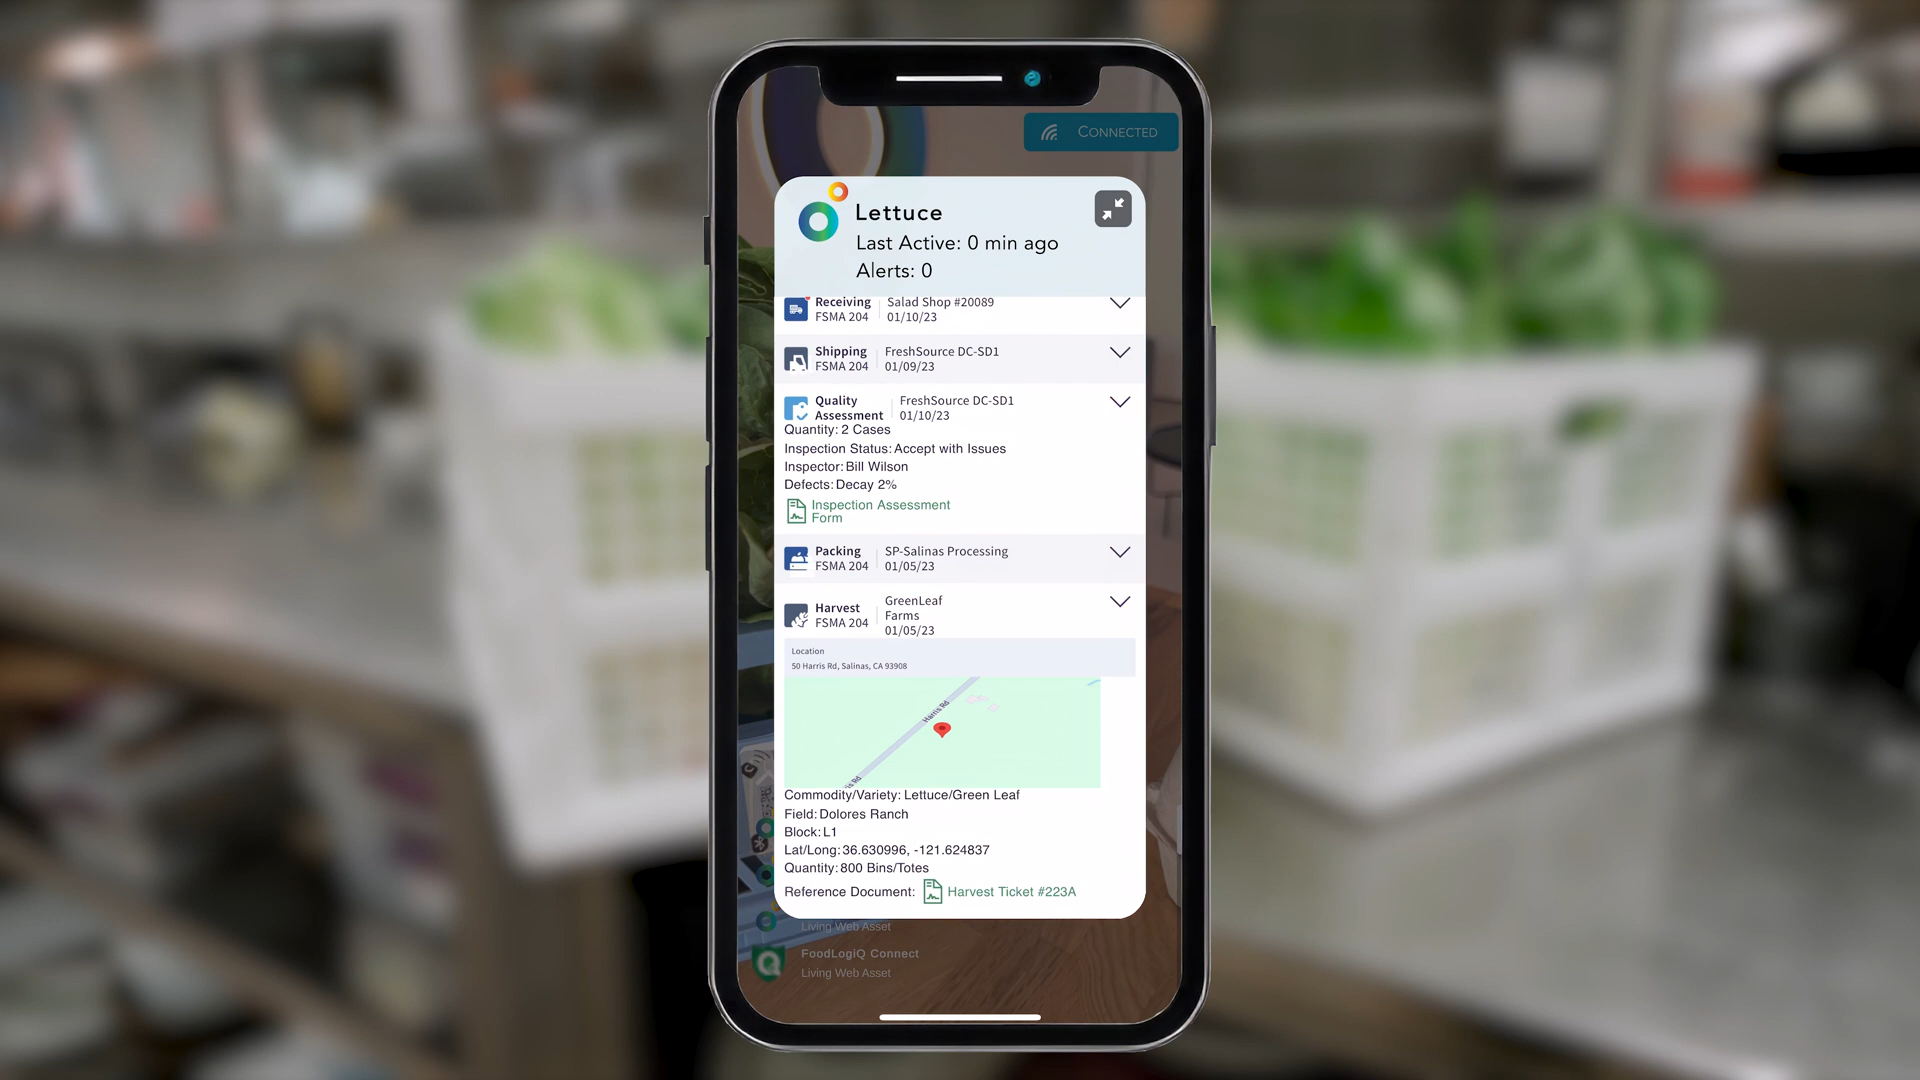 CONNECTED
Lettuce
Last Active: 0 min ago
Alerts: 0
Receiving
FSMA 204
Salad Shop #20089
01/10/23
Shipping
FSMA 204
FreshSource DC-SD1
01/09/23
Quality
Assessment
FreshSource DC-SD1
01/10/23
Quantity: 2 Cases
Inspection Status: Accept with Issues
Inspector: Bill Wilson
Defects: Decay 2%
Inspection Assessment
Form
Packing
FSMA 204
SP-Salinas Processing
01/05/23
Harvest
FSMA 204
GreenLeaf
Farms
01/05/23
Location
50 Harris Rd, Salinas, CA 93908
Harris Rd
is Rd
Commodity/Variety: Lettuce/Green Leaf
Field: Dolores Ranch
Block: L1
Lat/Long: 36.630996, -121.624837
Quantity: 800 Bins/Totes
Reference Document: Harvest Ticket #223A
Living Web Asset
FoodLogiQ Connect
Living Web Asset